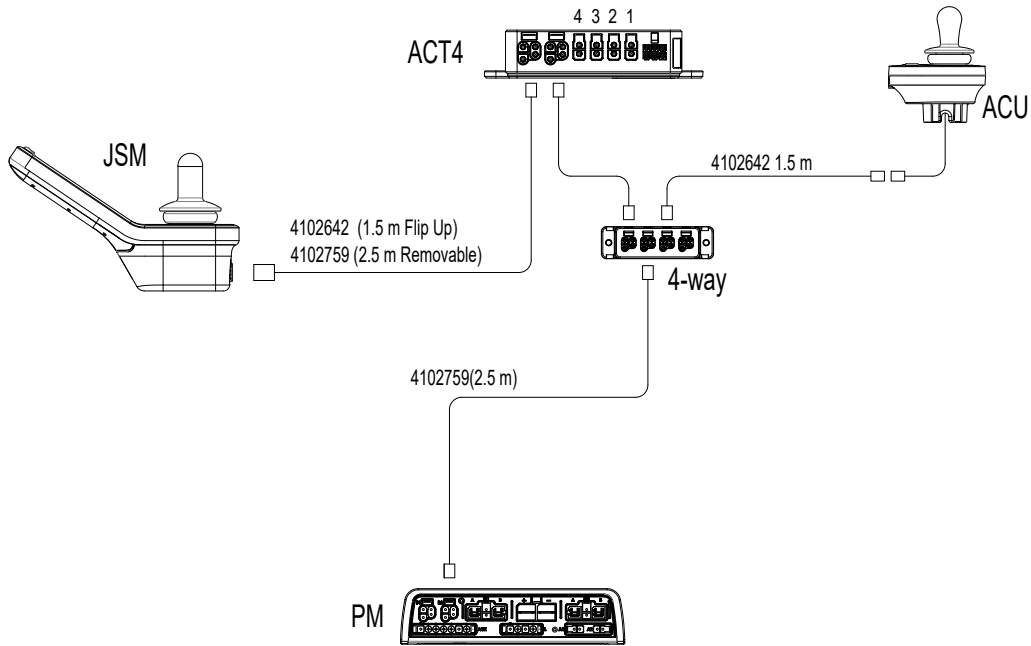 4 3 2 1
ACT4
ACU
JSM
4102642 1.5 m
4102642 (1.5 m Flip Up)
4102759 (2.5 m Removable)
4-way
4102759(2.5 m)
PM